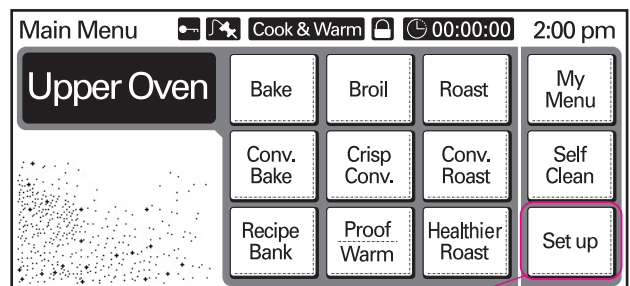 Main Menu Cook & Warm 00:00:00 2:00 pm
Upper Oven
Bake
Broil
Roast
My
Menu
Conv.
Bake
Crisp
Conv.
Conv.
Roast
Self
Clean
Recipe
Bank
Proof
Warm
Healthier
Roast
Set up